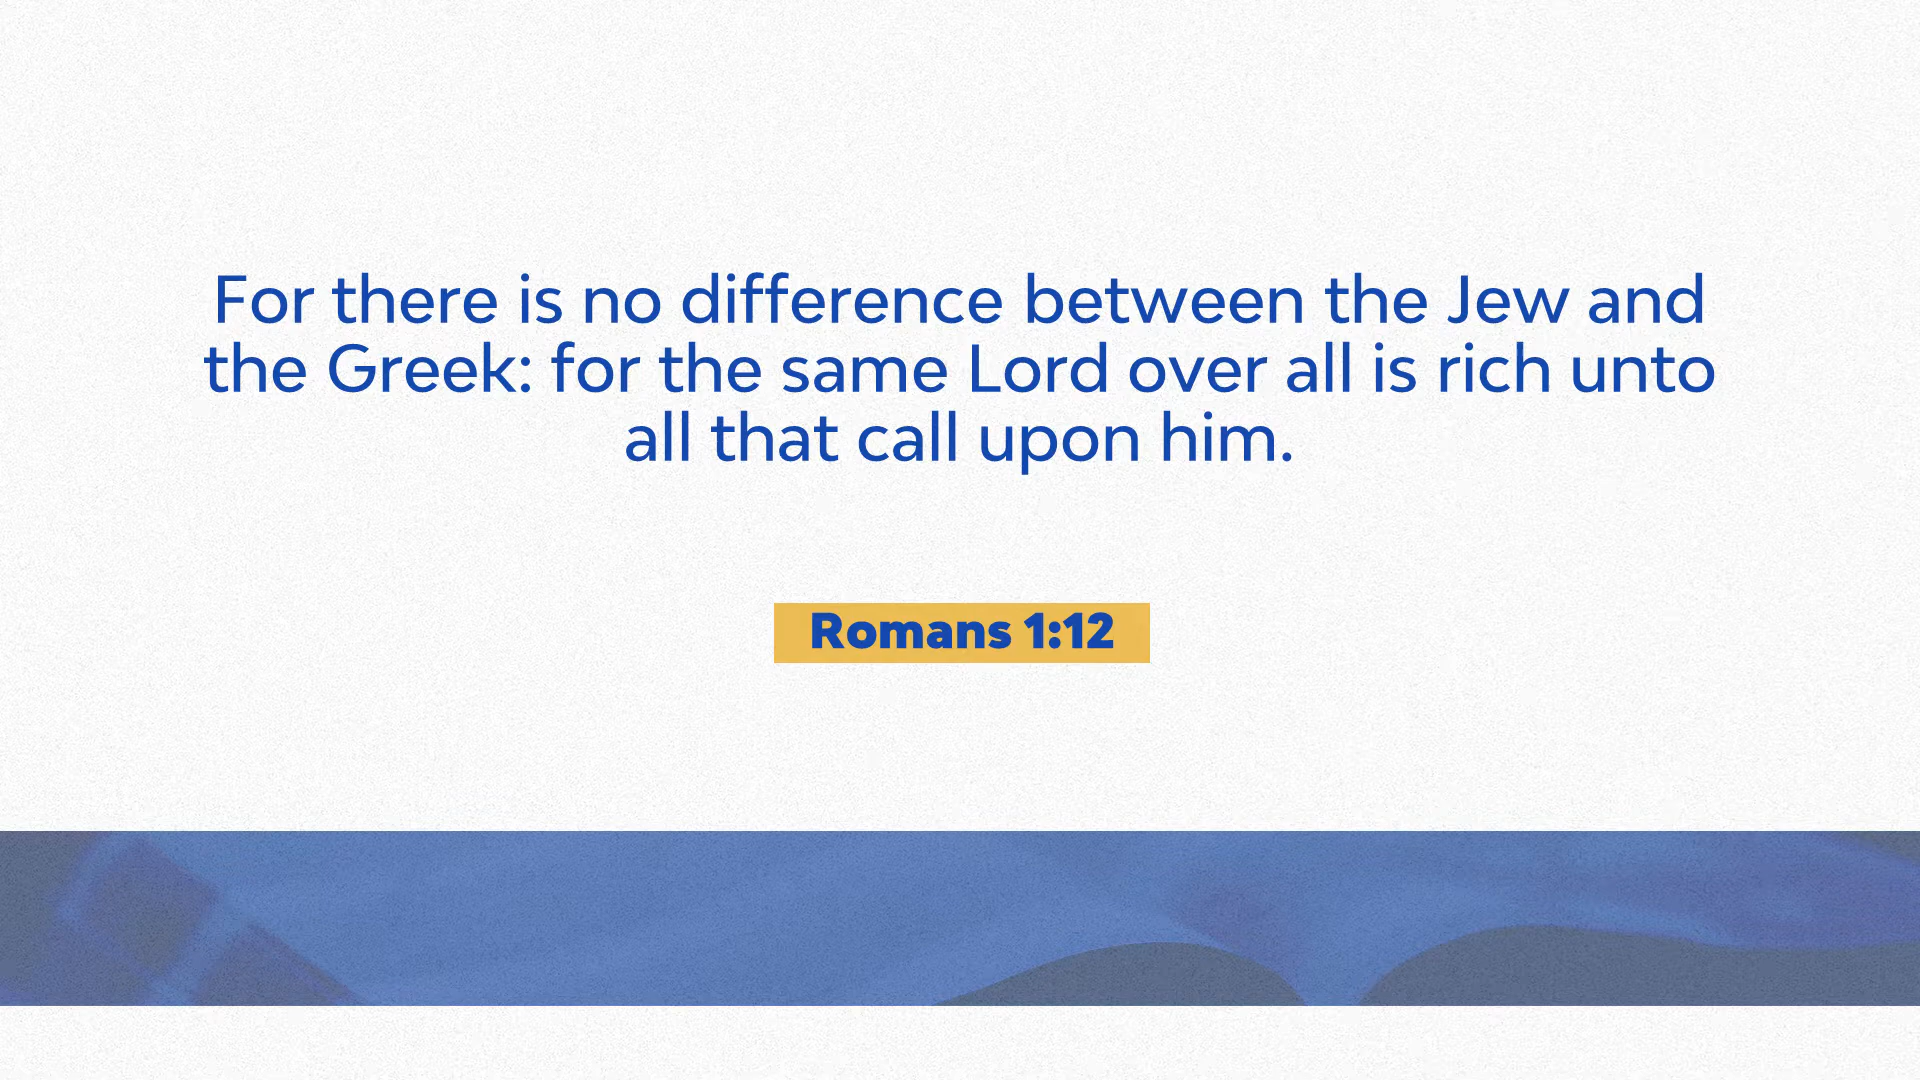 For there is no difference between the Jew and
the Greek: for the same Lord over all is rich unto
all that call upon him.
Romans 1:12